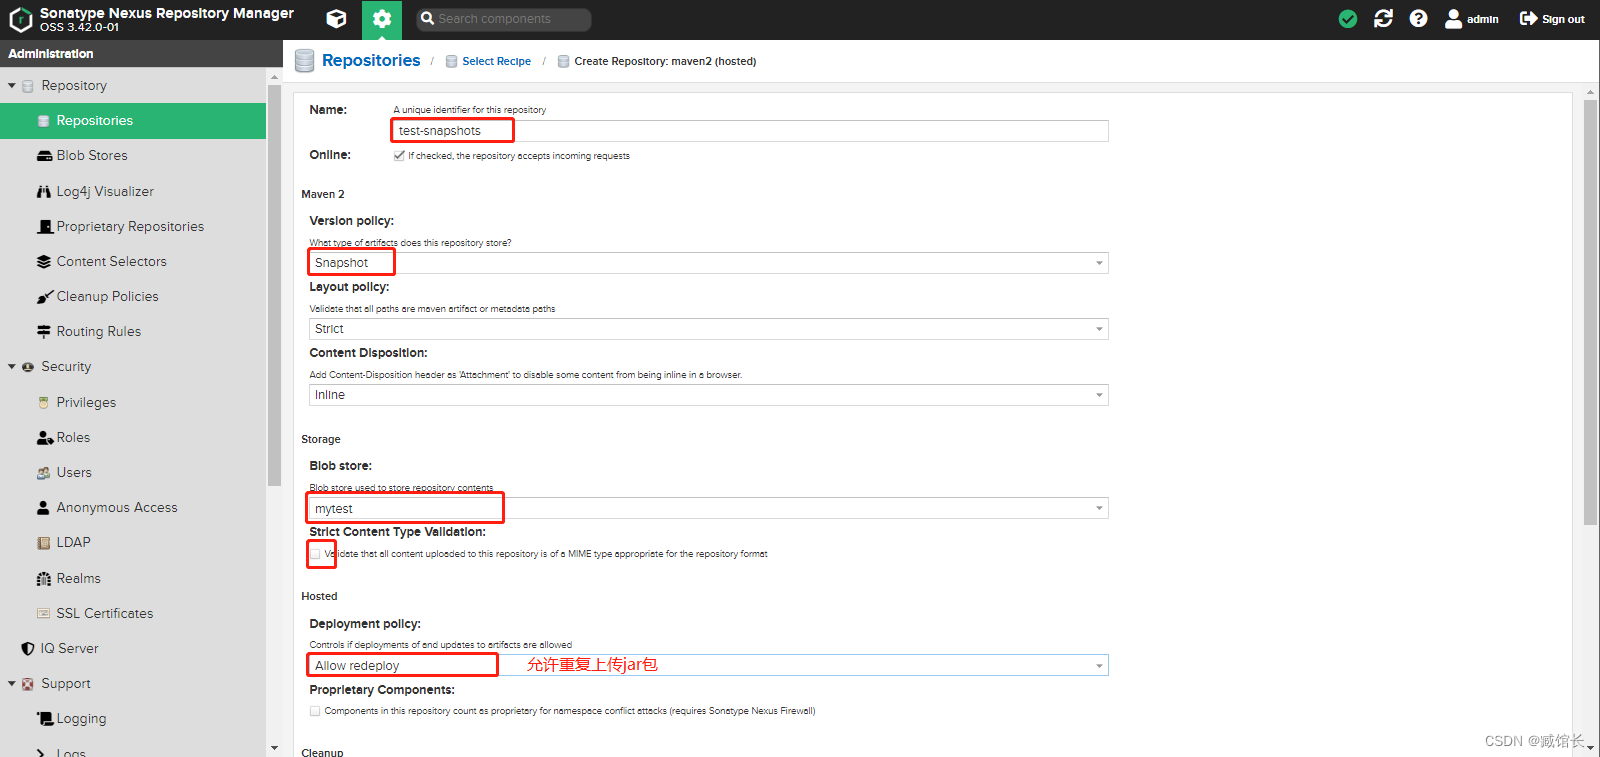 Sonatype Nexus Repository Manager
OSS 3.42.0-01
Search components
admin
Sign out
Administration
Repository
Repositories
Blob Stores
Log4j Visualizer
Proprietary Repositories
Content Selectors
Cleanup Policies
Routing Rules
Security
Privileges
Roles
Users
Anonymous Access
LDAP
Realms
SSL Certificates
IQ Server
Support
Logging
Logs
Repositories / Select Recipe / Create Repository: maven2 (hosted)
Name: A unique identifier for this repository
test-snapshots
Online: If checked, the repository accepts incoming requests
Maven 2
Version policy:
What type of artifacts does this repository store?
Snapshot
Layout policy:
Validate that all paths are maven artifact or metadata paths
Strict
Content Disposition:
Add Content-Disposition header as 'Attachment' to disable some content from being inline in a browser.
Inline
Storage
Blob store:
Blob store used to store repository contents
mytest
Strict Content Type Validation:
Validate that all content uploaded to this repository is of a MIME type appropriate for the repository format
Hosted
Deployment policy:
Controls if deployments of and updates to artifacts are allowed
Allow redeploy 允许重复上传jar包
Proprietary Components:
Components in this repository count as proprietary for namespace conflict attacks (requires Sonatype Nexus Firewall)
Cleanup
CSDN @臧馆长